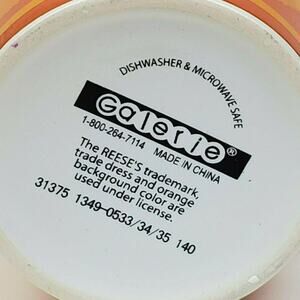 DISHWASHER & MICROWAVE SAFE
Galerie®
1-800-264-7114 MADE IN CHINA
The REESE'S trademark,
trade dress and orange
background color are
used under license.
31375 1349-0533/34/35 140